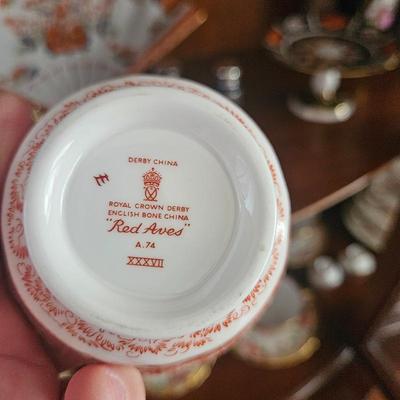 DERBY CHINA
ROYAL CROWN DERBY
ENGLISH BONE CHINA
"Red Aves"
A.74
XXXVII